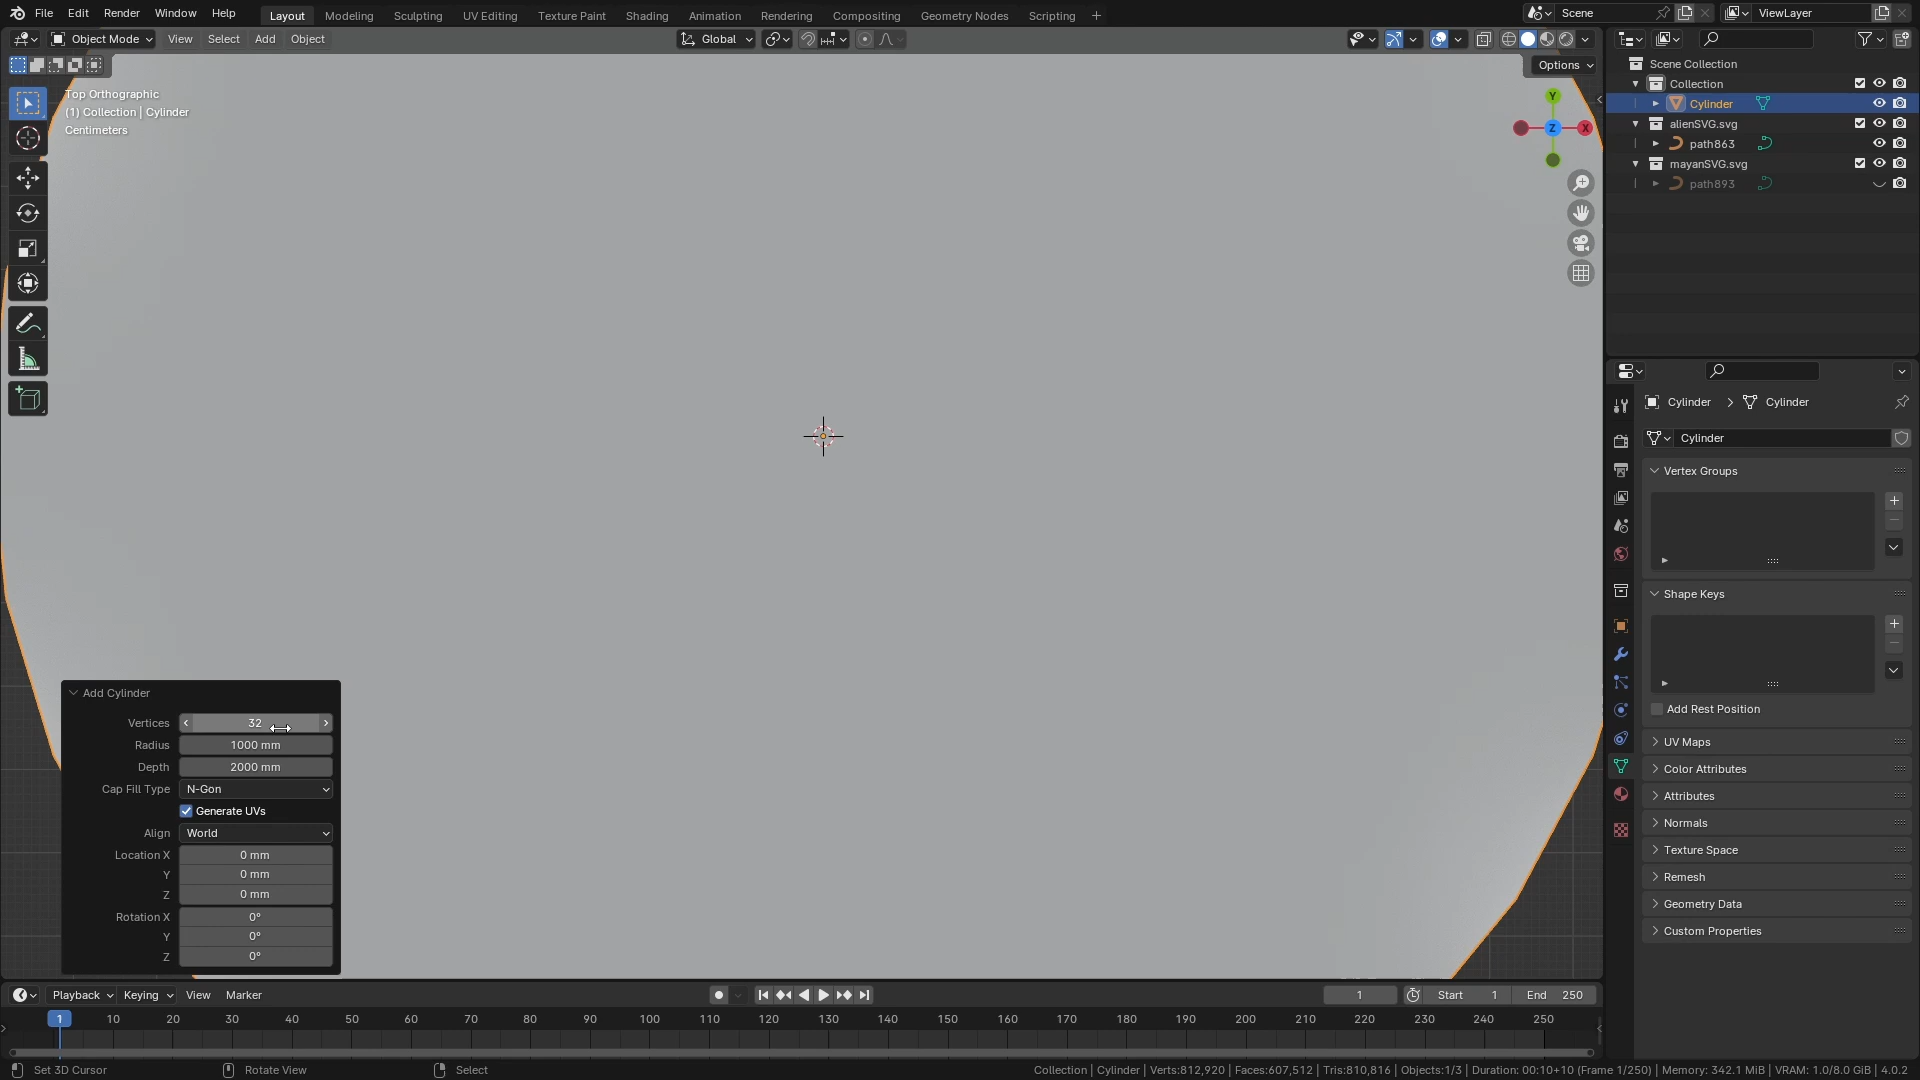 File Edit Render Window Help Layout Modeling Sculpting UV Editing Texture Paint Shading Animation Rendering Compositing Geometry Nodes Scripting + Scene ViewLayer
Object Mode View Select Add Object Global
Options
Top Orthographic
(1) Collection | Cylinder
Centimeters
Y
Z
X
Scene Collection
Collection
Cylinder
alienSVG.svg
path863
mayanSVG.svg
path893
Cylinder > Cylinder
Cylinder
Vertex Groups
Shape Keys
Add Rest Position
UV Maps
Color Attributes
Attributes
Normals
Texture Space
Remesh
Geometry Data
Custom Properties
Add Cylinder
Vertices 32
Radius 1000 mm
Depth 2000 mm
Cap Fill Type N-Gon
Generate UVs
Align World
Location X 0 mm
Y 0 mm
Z 0 mm
Rotation X 0°
Y 0°
Z 0°
Playback Keying View Marker 1 Start 1 End 250
1 10 20 30 40 50 60 70 80 90 100 110 120 130 140 150 160 170 180 190 200 210 220 230 240 250
Set 3D Cursor Rotate View Select Collection | Cylinder | Verts:812,920 | Faces:607,512 | Tris:810,816 | Objects:1/3 | Duration: 00:10+10 (Frame 1/250) | Memory: 342.1 MiB | VRAM: 1.0/8.0 GiB | 4.0.2